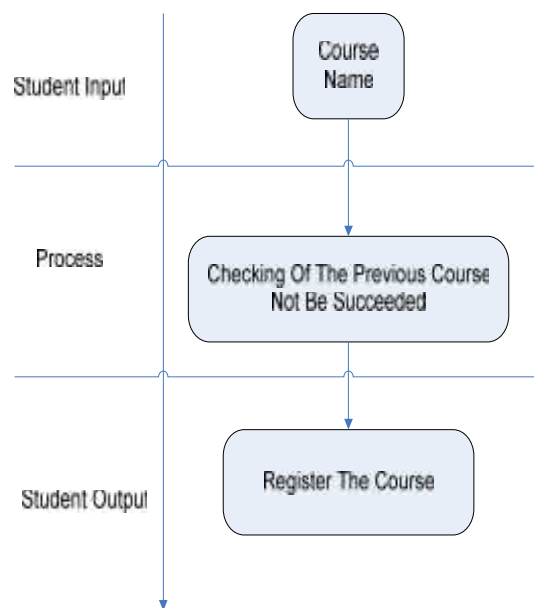 Student Input
Course
Name
Process
Checking Of The Previous Course
Not Be Succeeded
Student Output
Register The Course